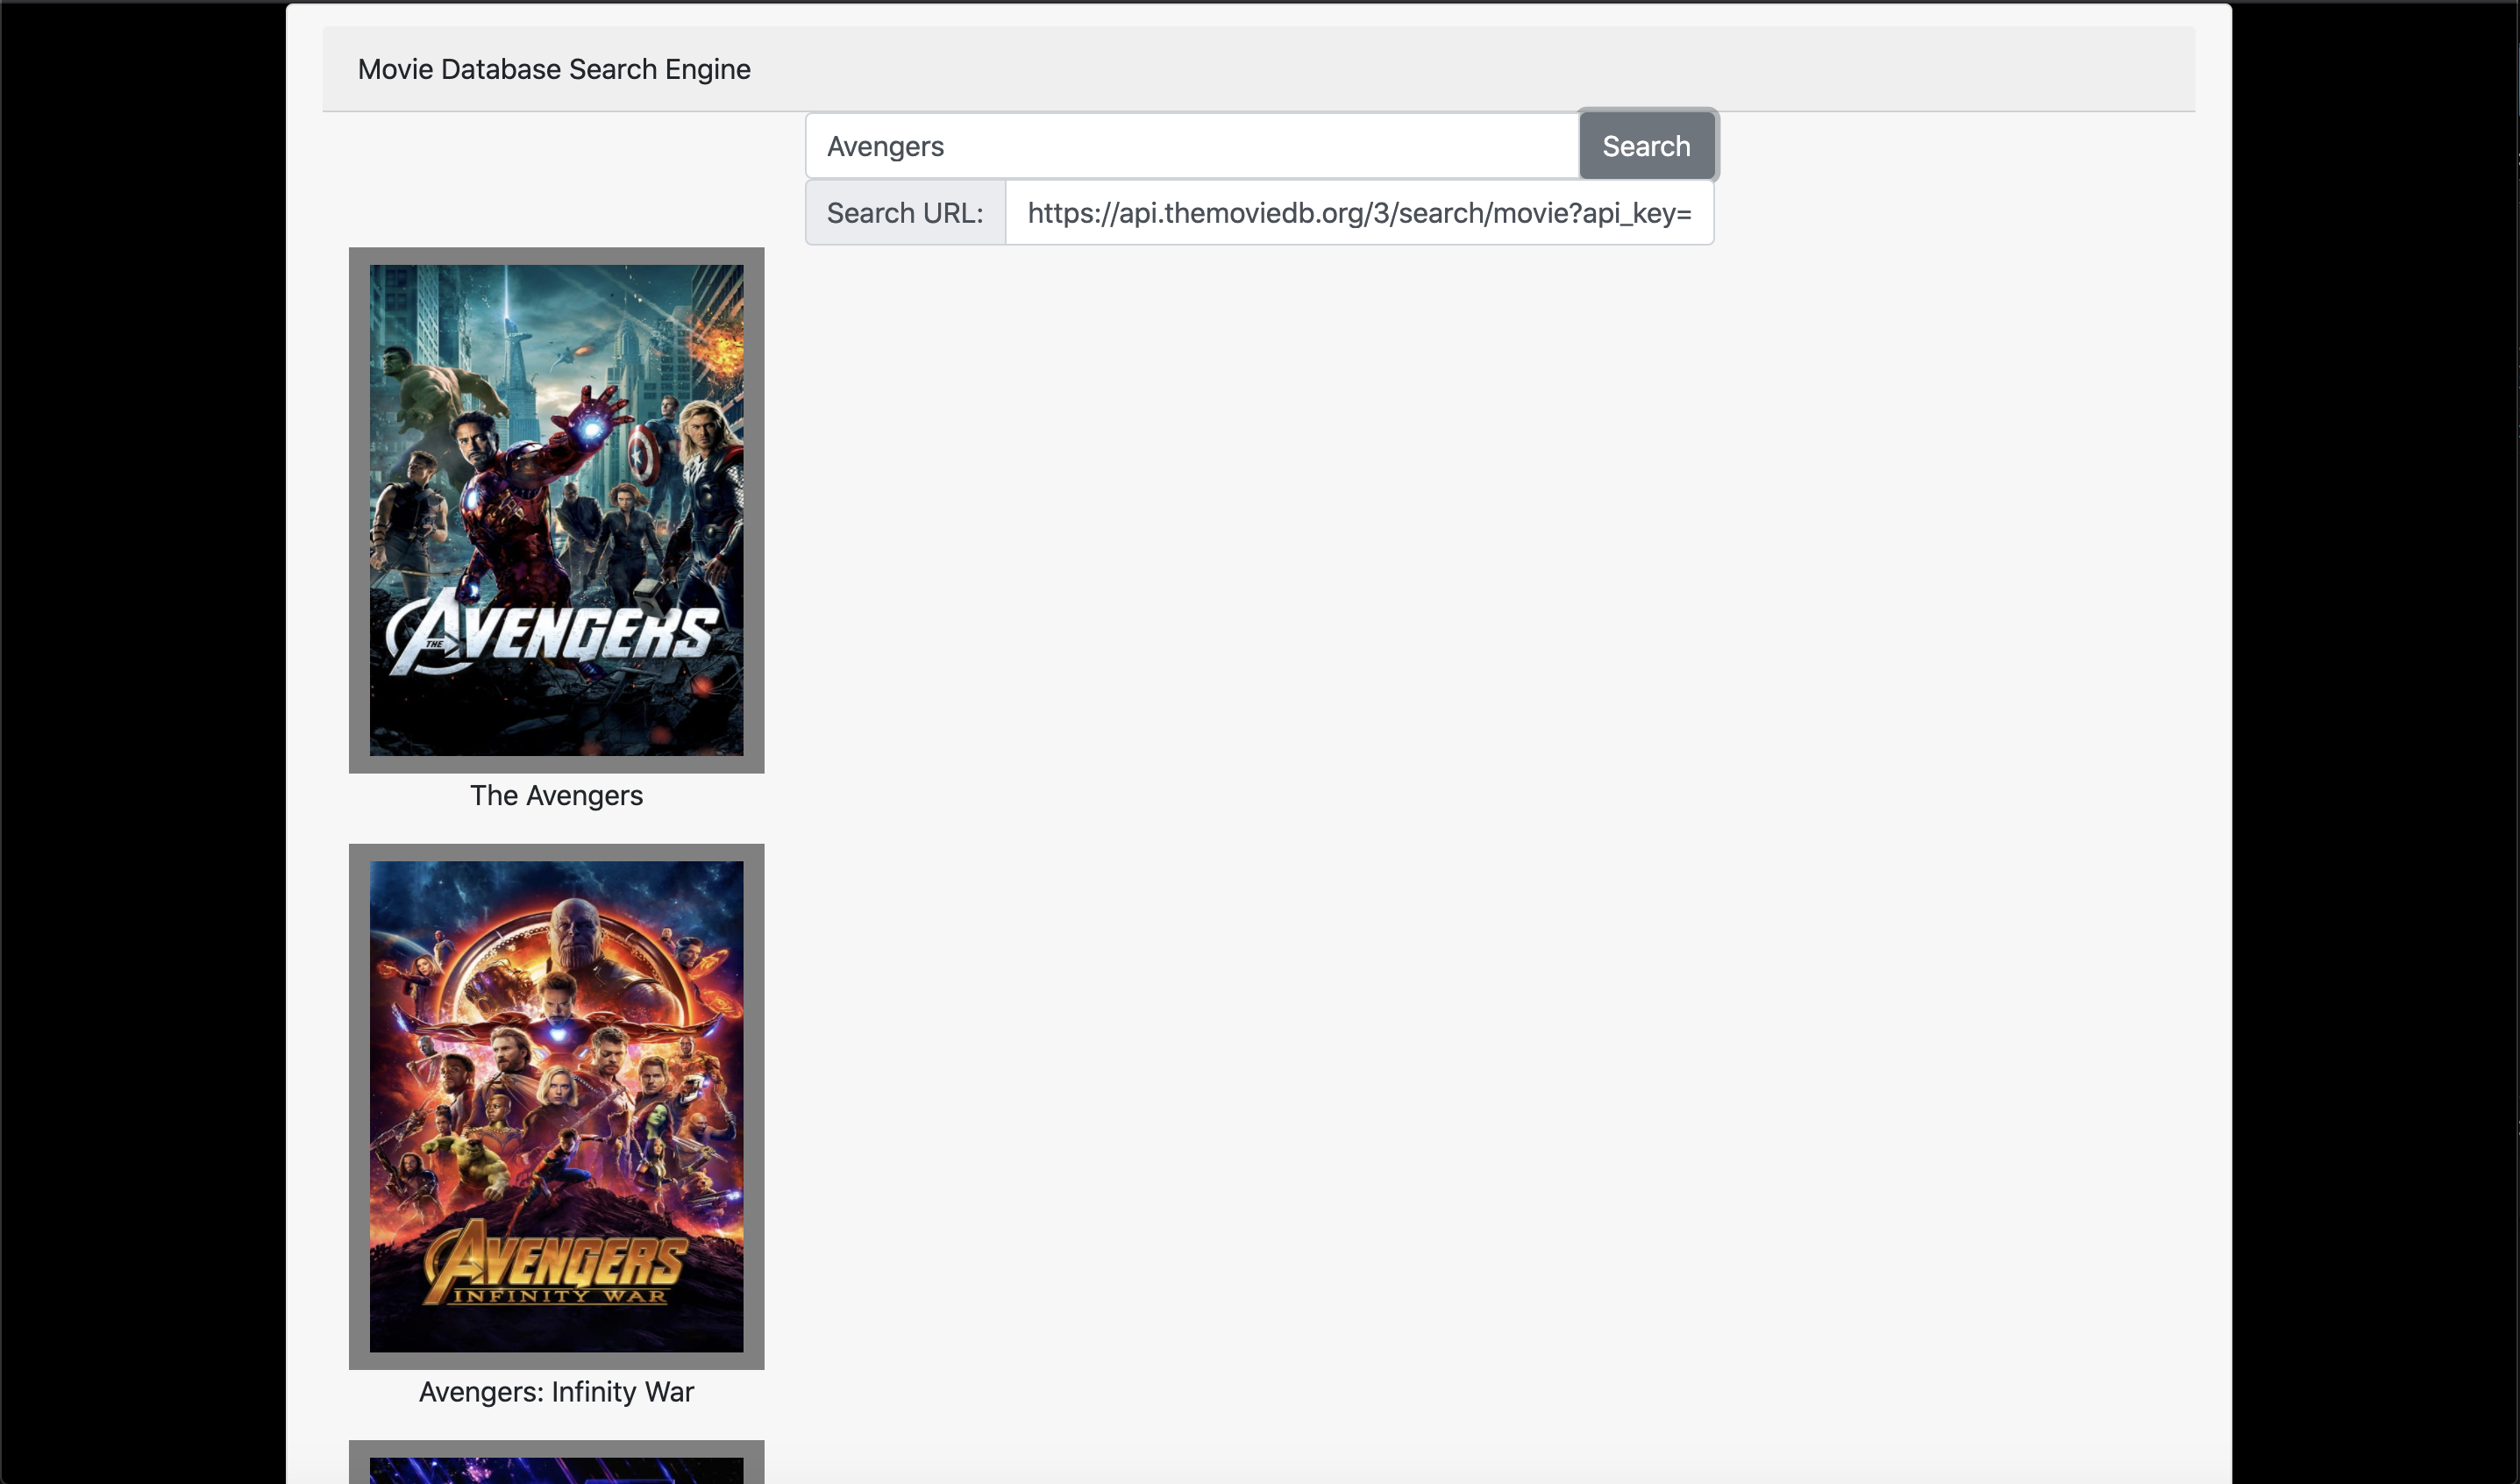 Movie Database Search Engine
Avengers
Search
Search URL:
https://api.themoviedb.org/3/search/movie?api_key=
THE AVENGERS
The Avengers
AVENGERS
INFINITY WAR
Avengers: Infinity War